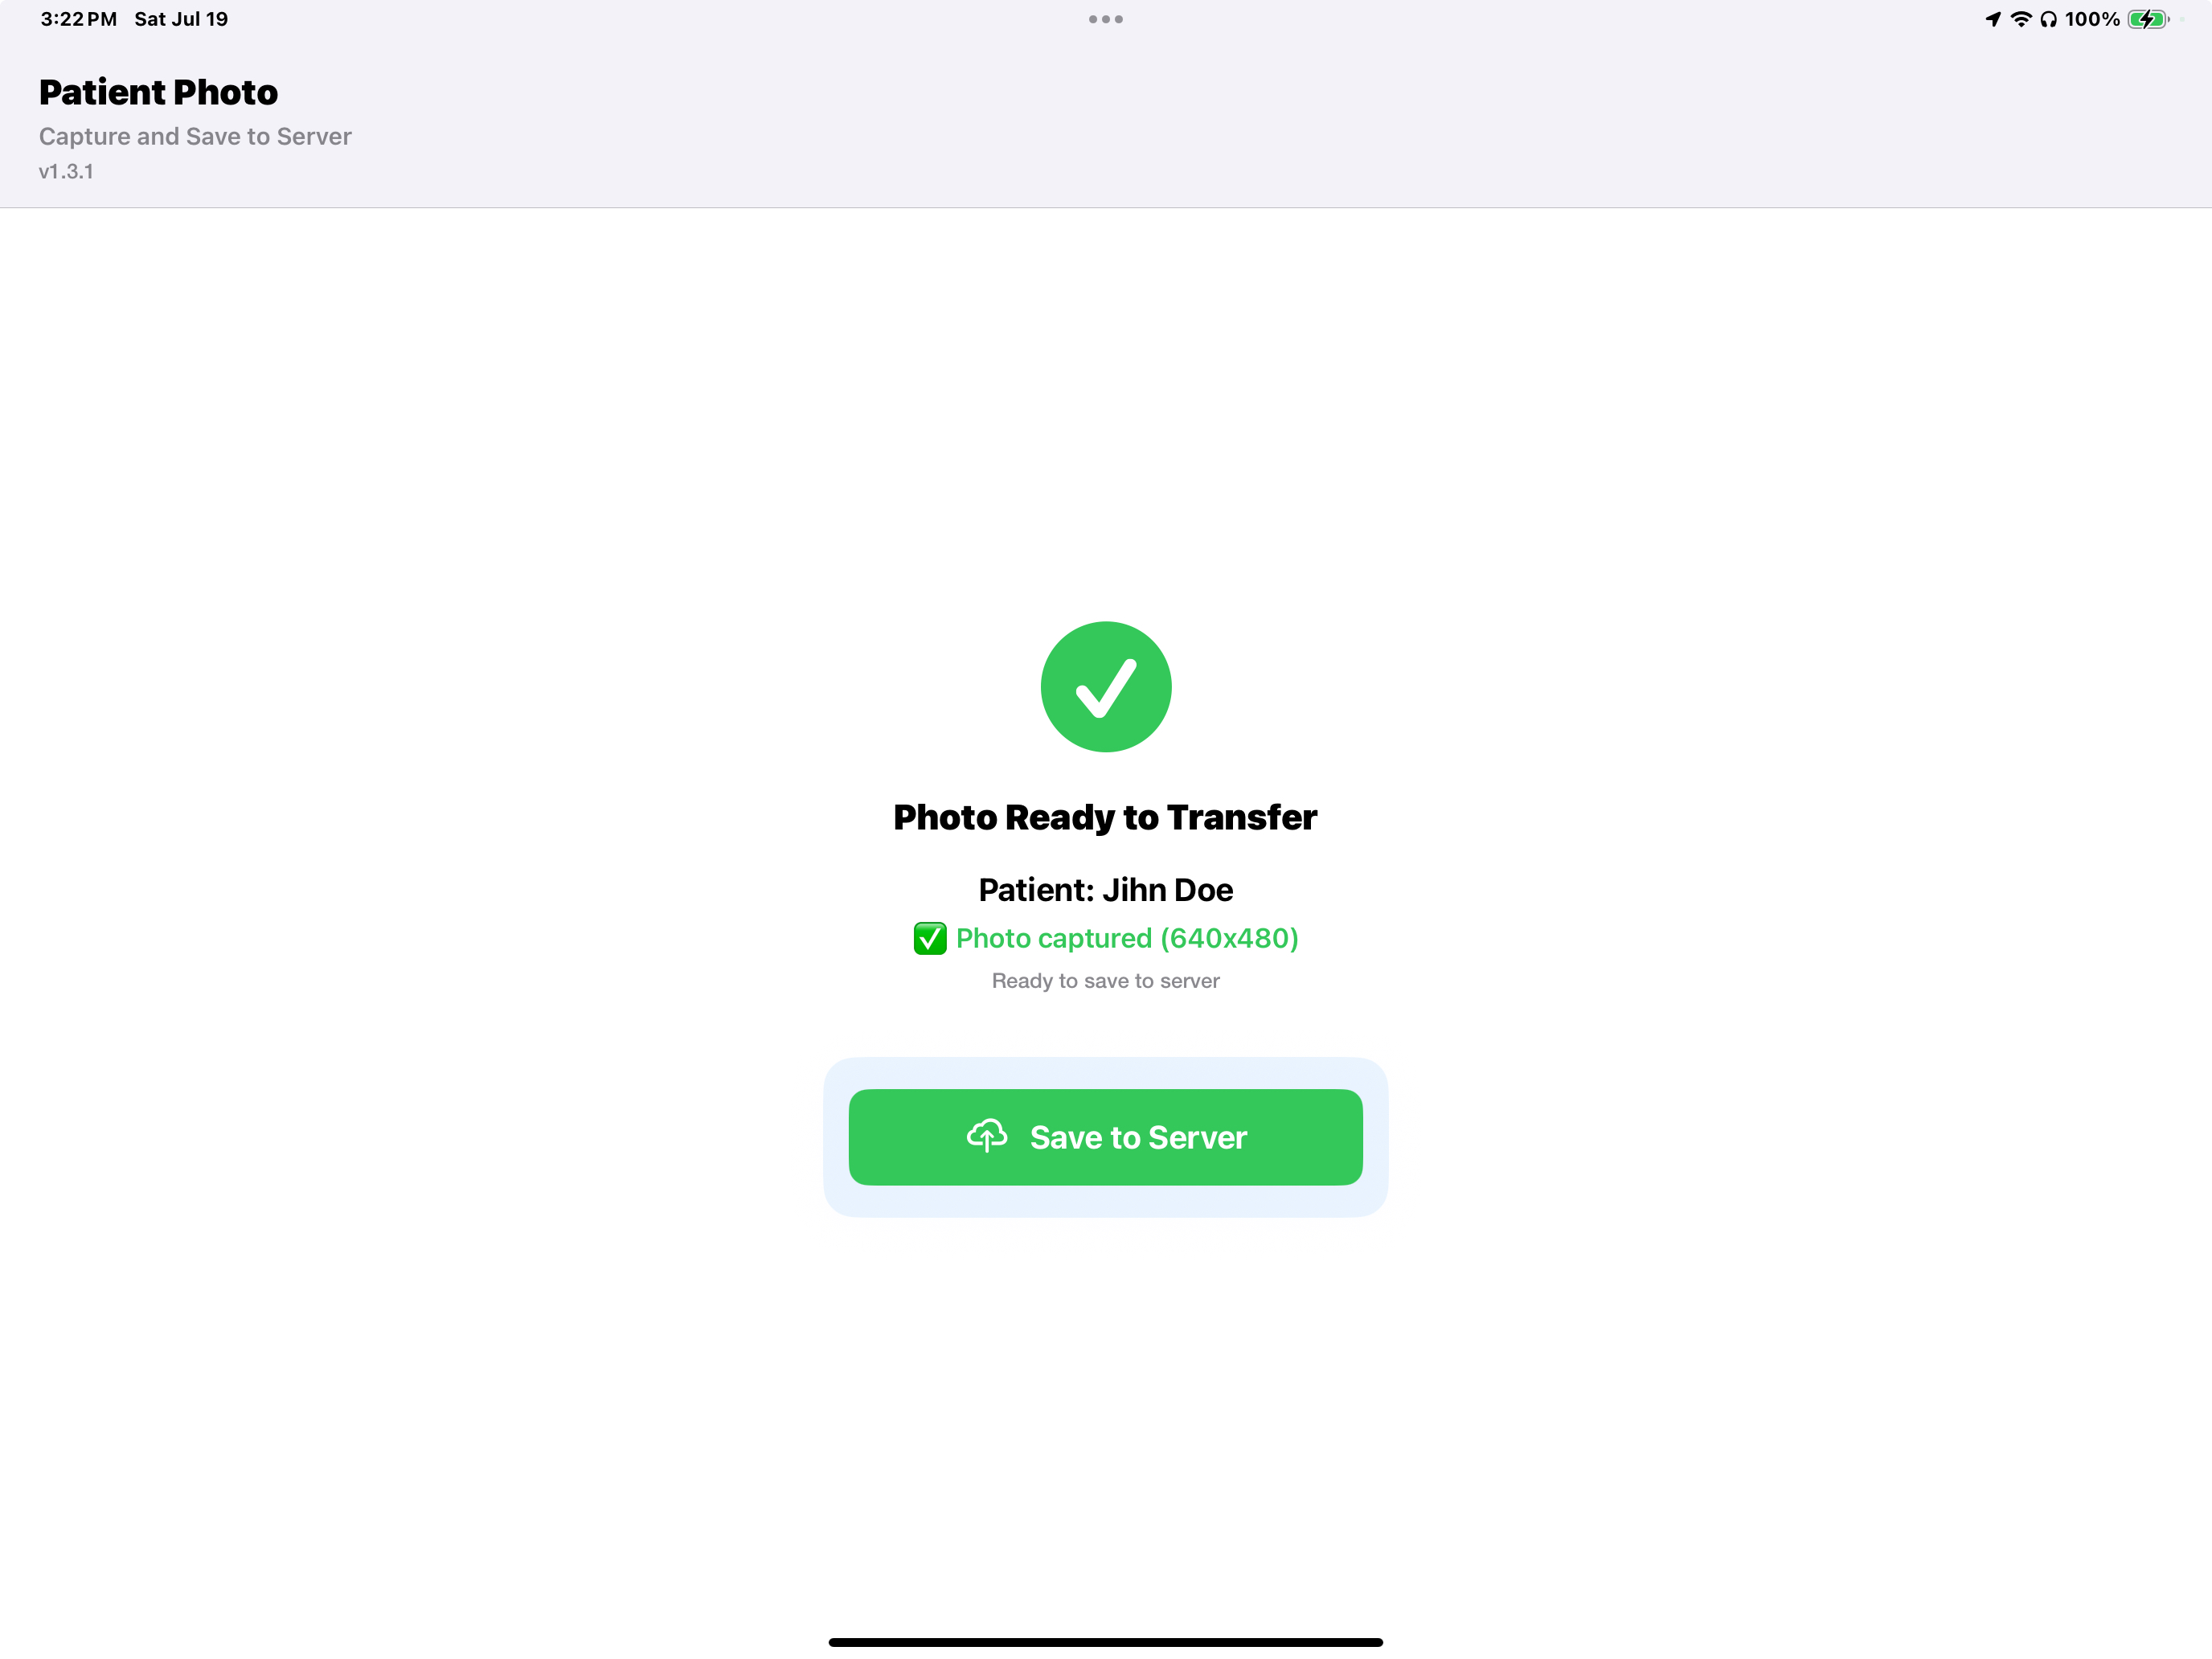 3:22 PM Sat Jul 19
100%
Patient Photo
Capture and Save to Server
v1.3.1
Photo Ready to Transfer
Patient: Jihn Doe
✅ Photo captured (640x480)
Ready to save to server
Save to Server